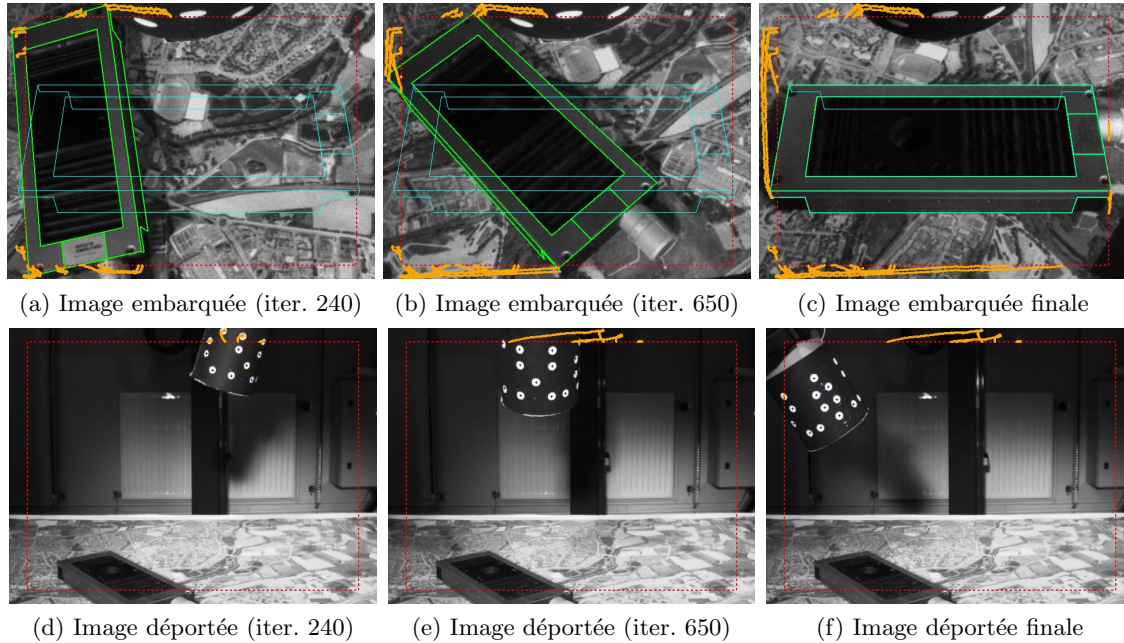 (a) Image embarquée (iter. 240)
(b) Image embarquée (iter. 650)
(c) Image embarquée finale
(d) Image déportée (iter. 240)
(e) Image déportée (iter. 650)
(f) Image déportée finale